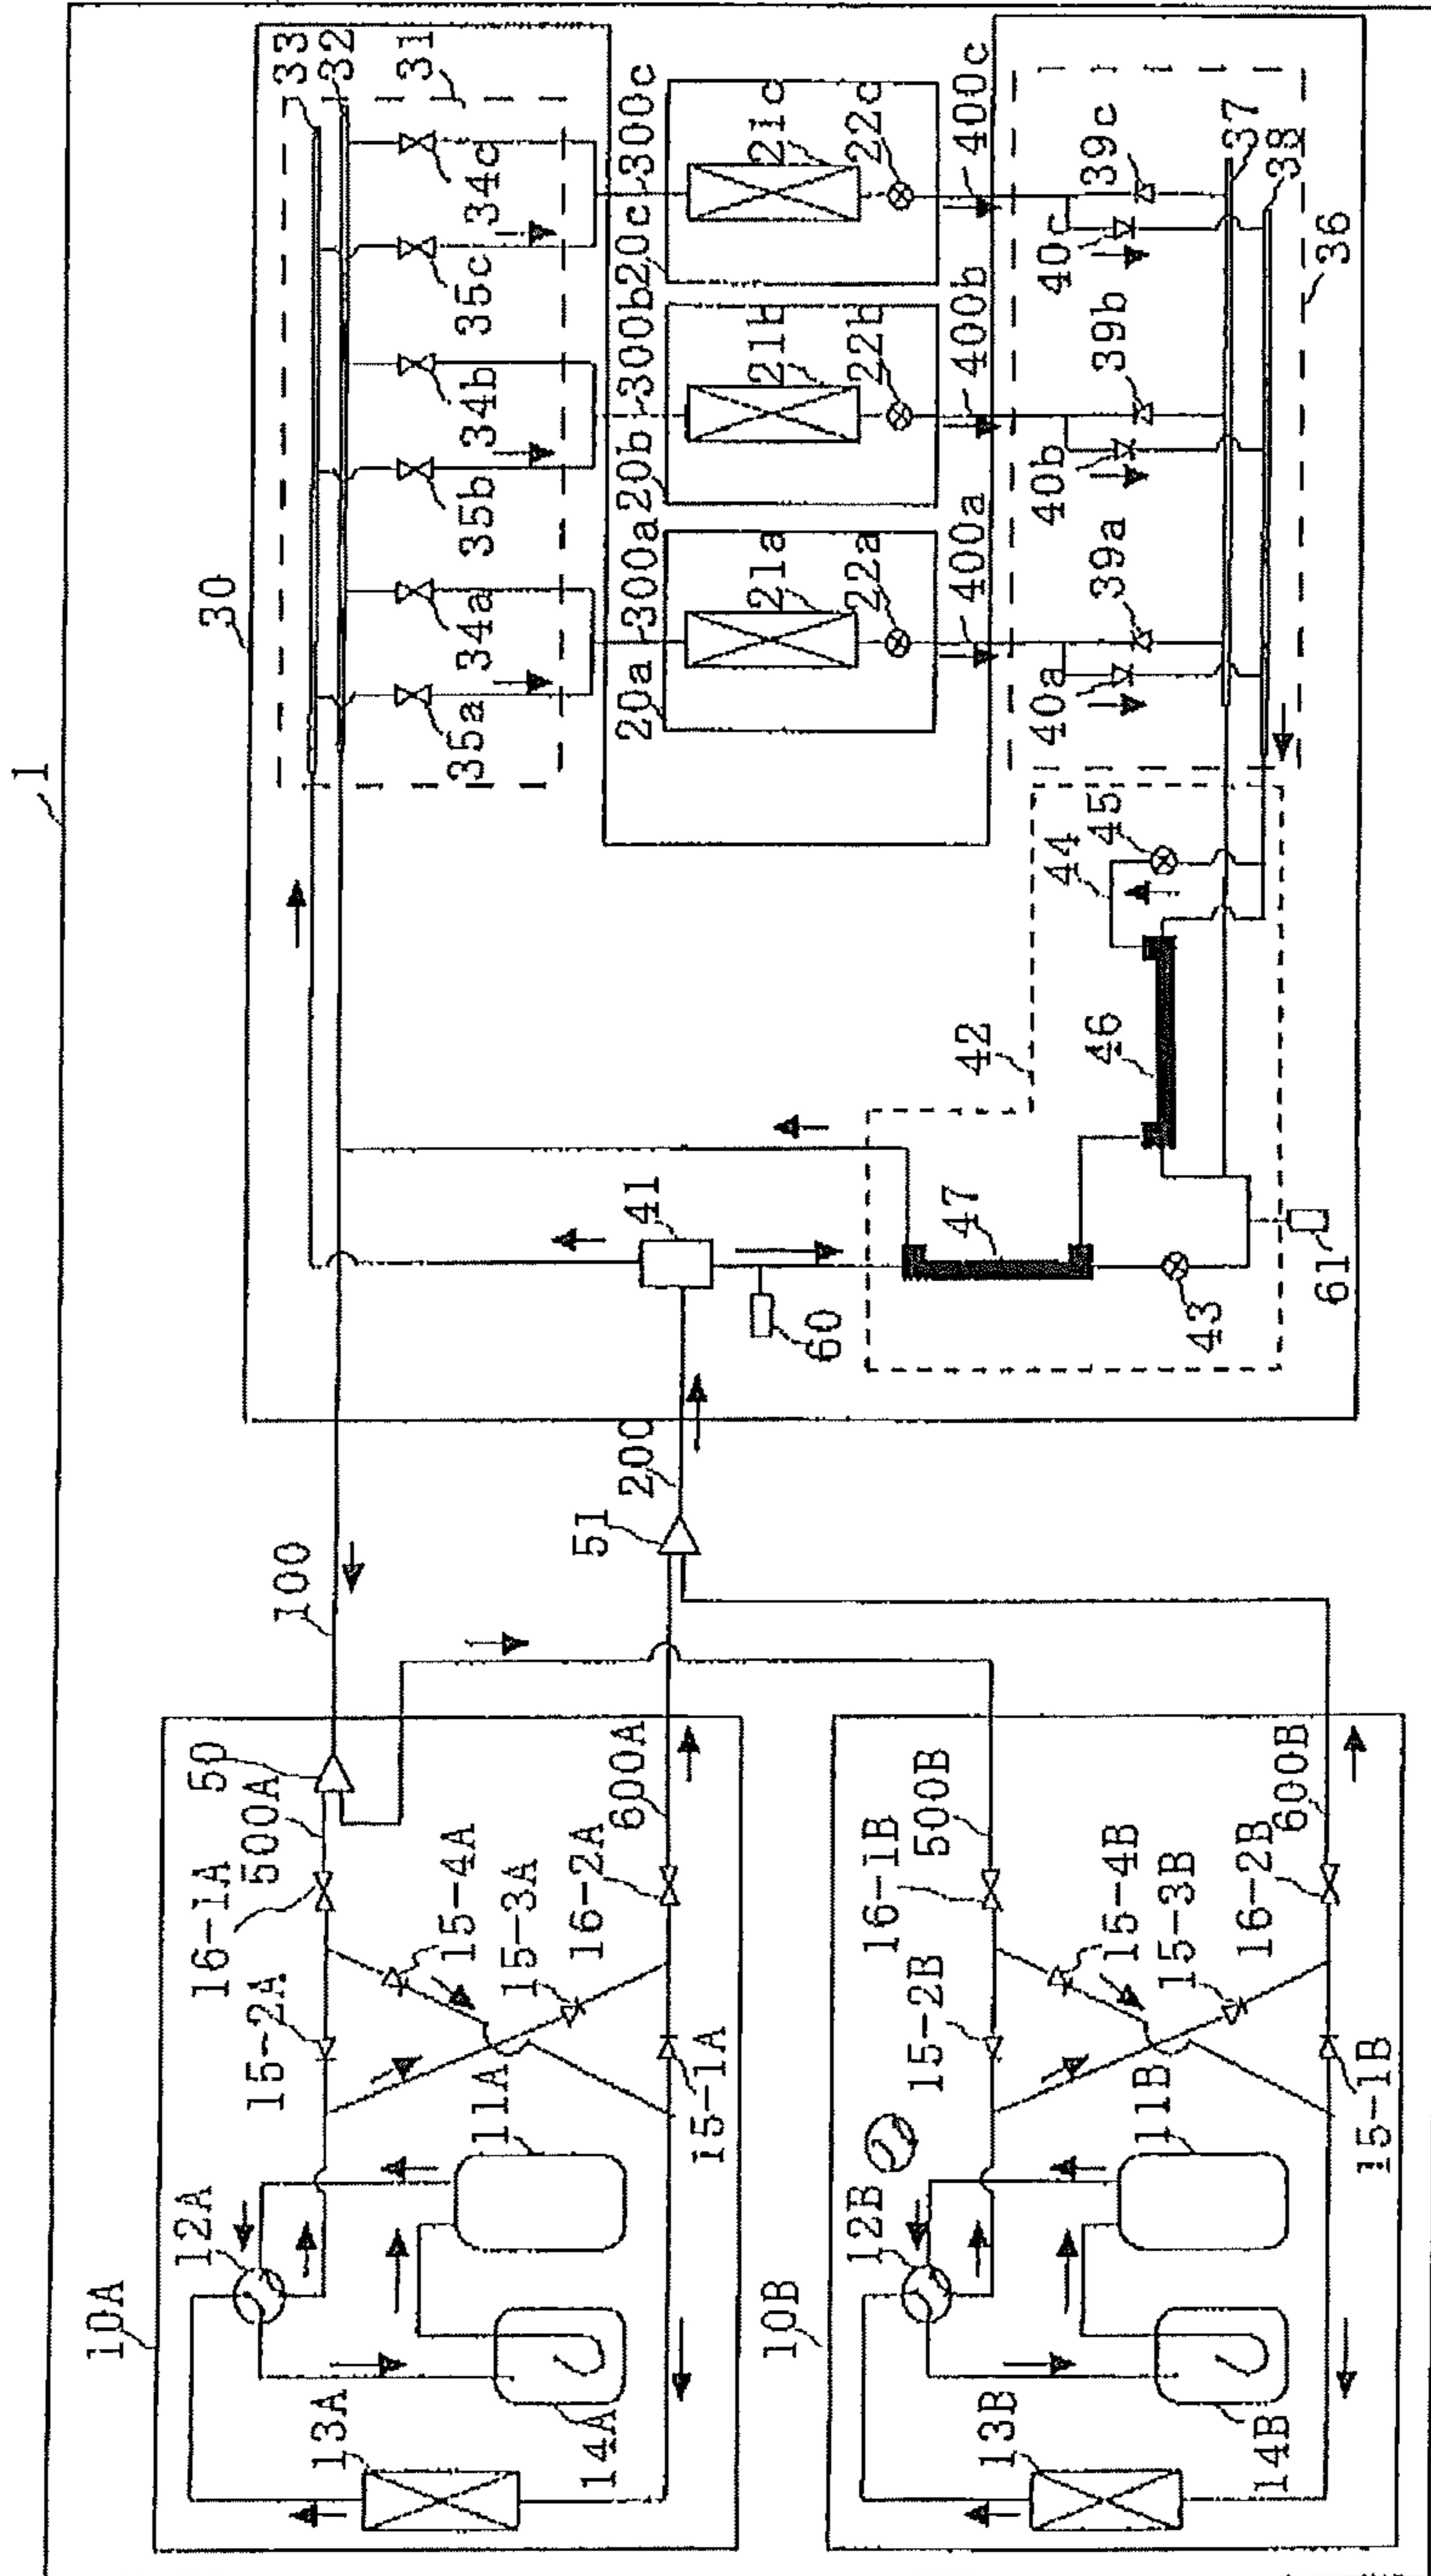 1
10A
12A
16-1A
50
30
500A
15-2A
100
33
32
13A
31
35a
34a
35b
34b
35c
34c
15-4A
11A
15-3A
14A
16-2A
51
600A
200
41
20a
300a
20b
300b
20c
300c
15-1A
10B
21a
21b
21c
60
12B
22a
22b
22c
16-1B
500B
15-2B
47
42
400a
400b
400c
13B
44
40a
40b
40c
15-4B
46
45
39a
39b
39c
11B
15-3B
43
37
14B
16-2B
38
600B
61
36
15-1B